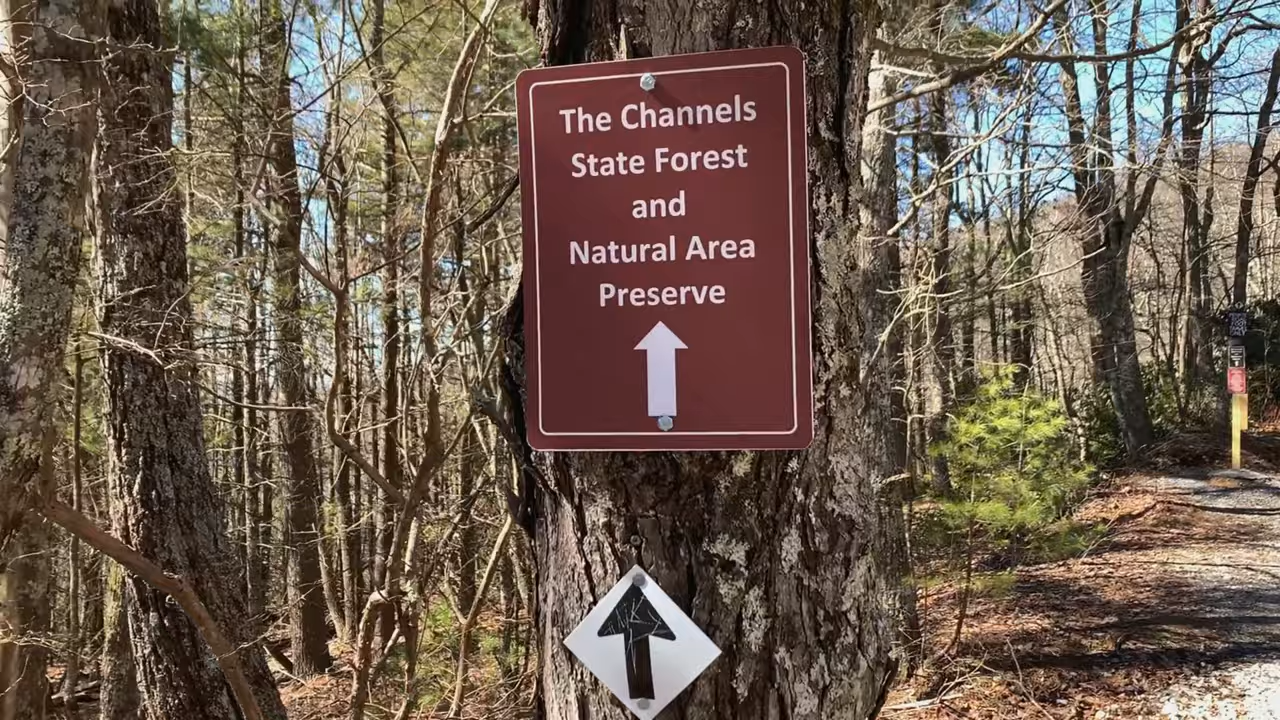 The Channels
State Forest
and
Natural Area
Preserve